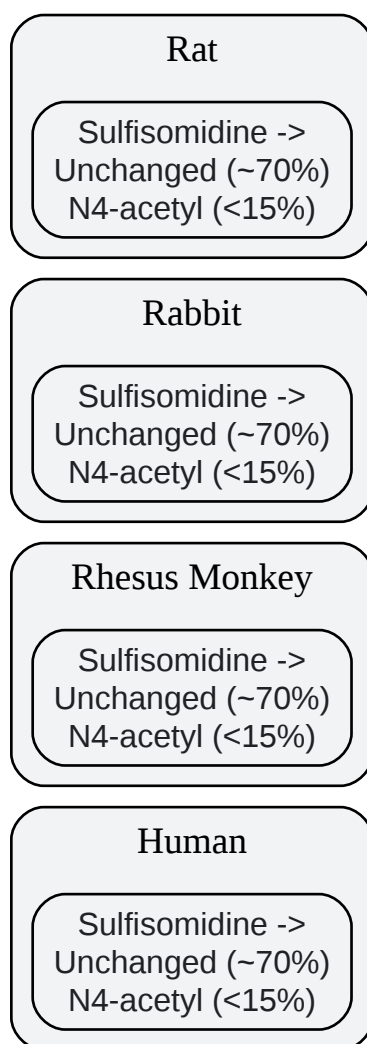 Rat
Sulfisomidine ->
Unchanged (~70%)
N4-acetyl (<15%)
Rabbit
Sulfisomidine ->
Unchanged (~70%)
N4-acetyl (<15%)
Rhesus Monkey
Sulfisomidine ->
Unchanged (~70%)
N4-acetyl (<15%)
Human
Sulfisomidine ->
Unchanged (~70%)
N4-acetyl (<15%)